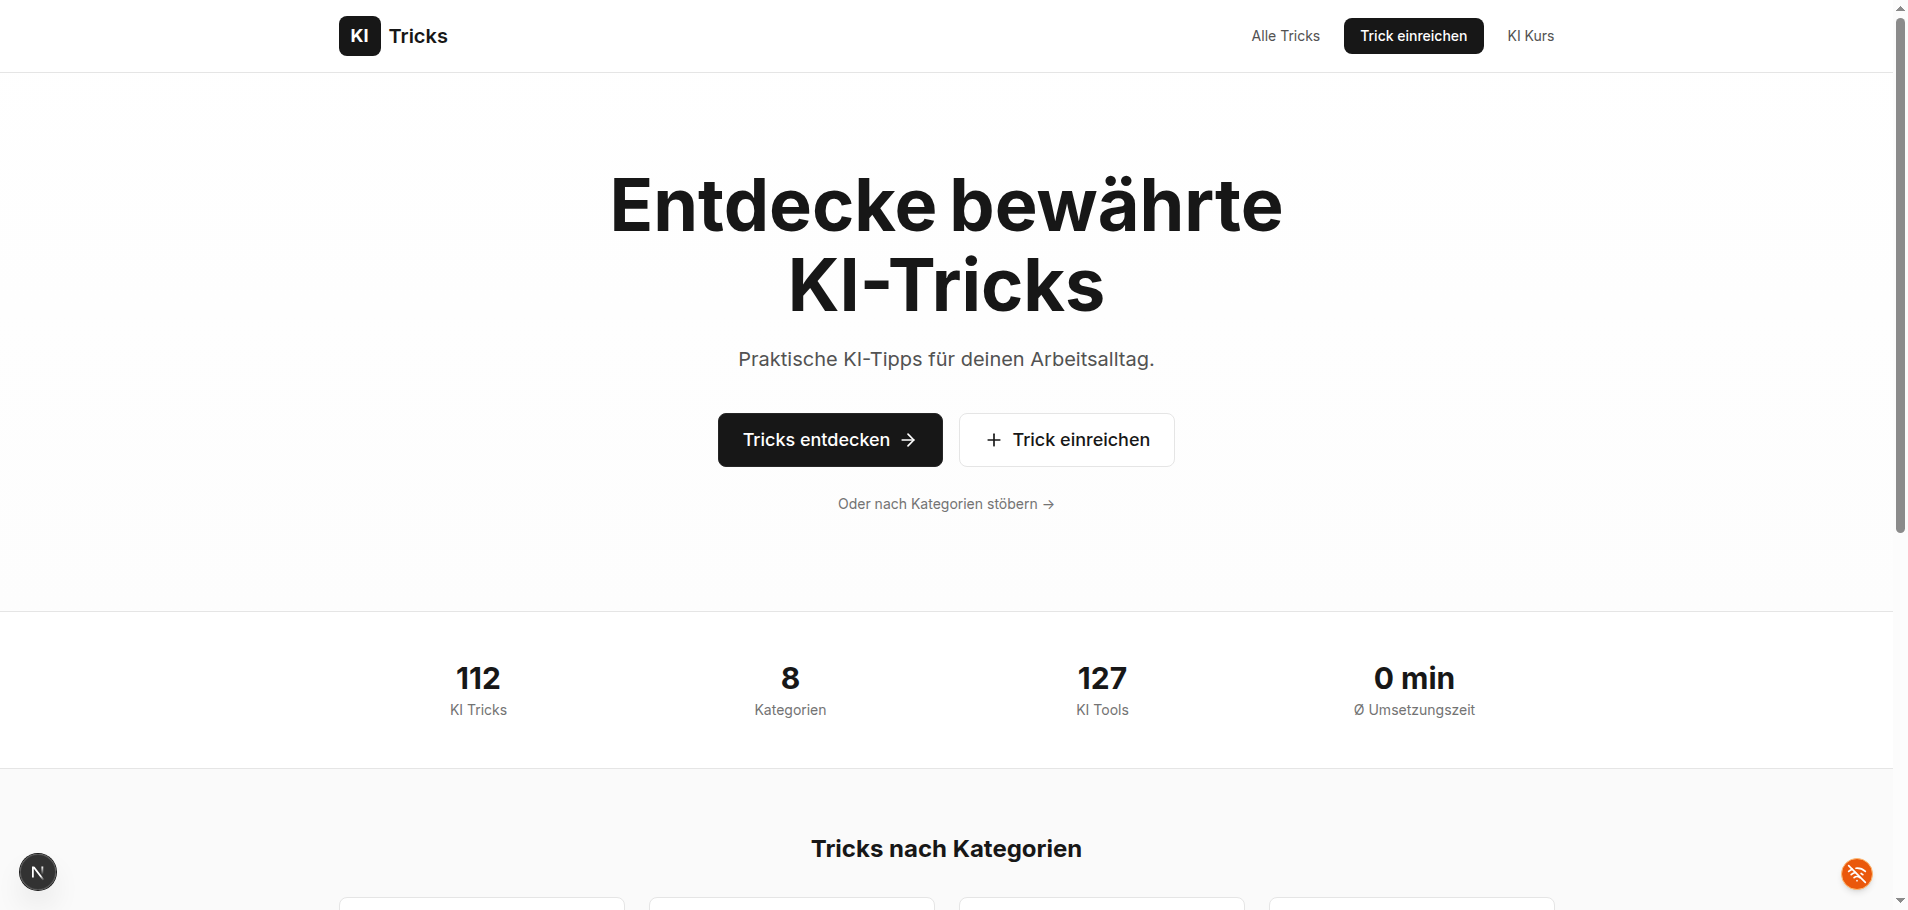 KI Tricks
Alle Tricks
Trick einreichen
KI Kurs
Entdecke bewährte
KI-Tricks
Praktische KI-Tipps für deinen Arbeitsalltag.
Tricks entdecken →
+ Trick einreichen
Oder nach Kategorien stöbern →
112
KI Tricks
8
Kategorien
127
KI Tools
0 min
Ø Umsetzungszeit
Tricks nach Kategorien
N